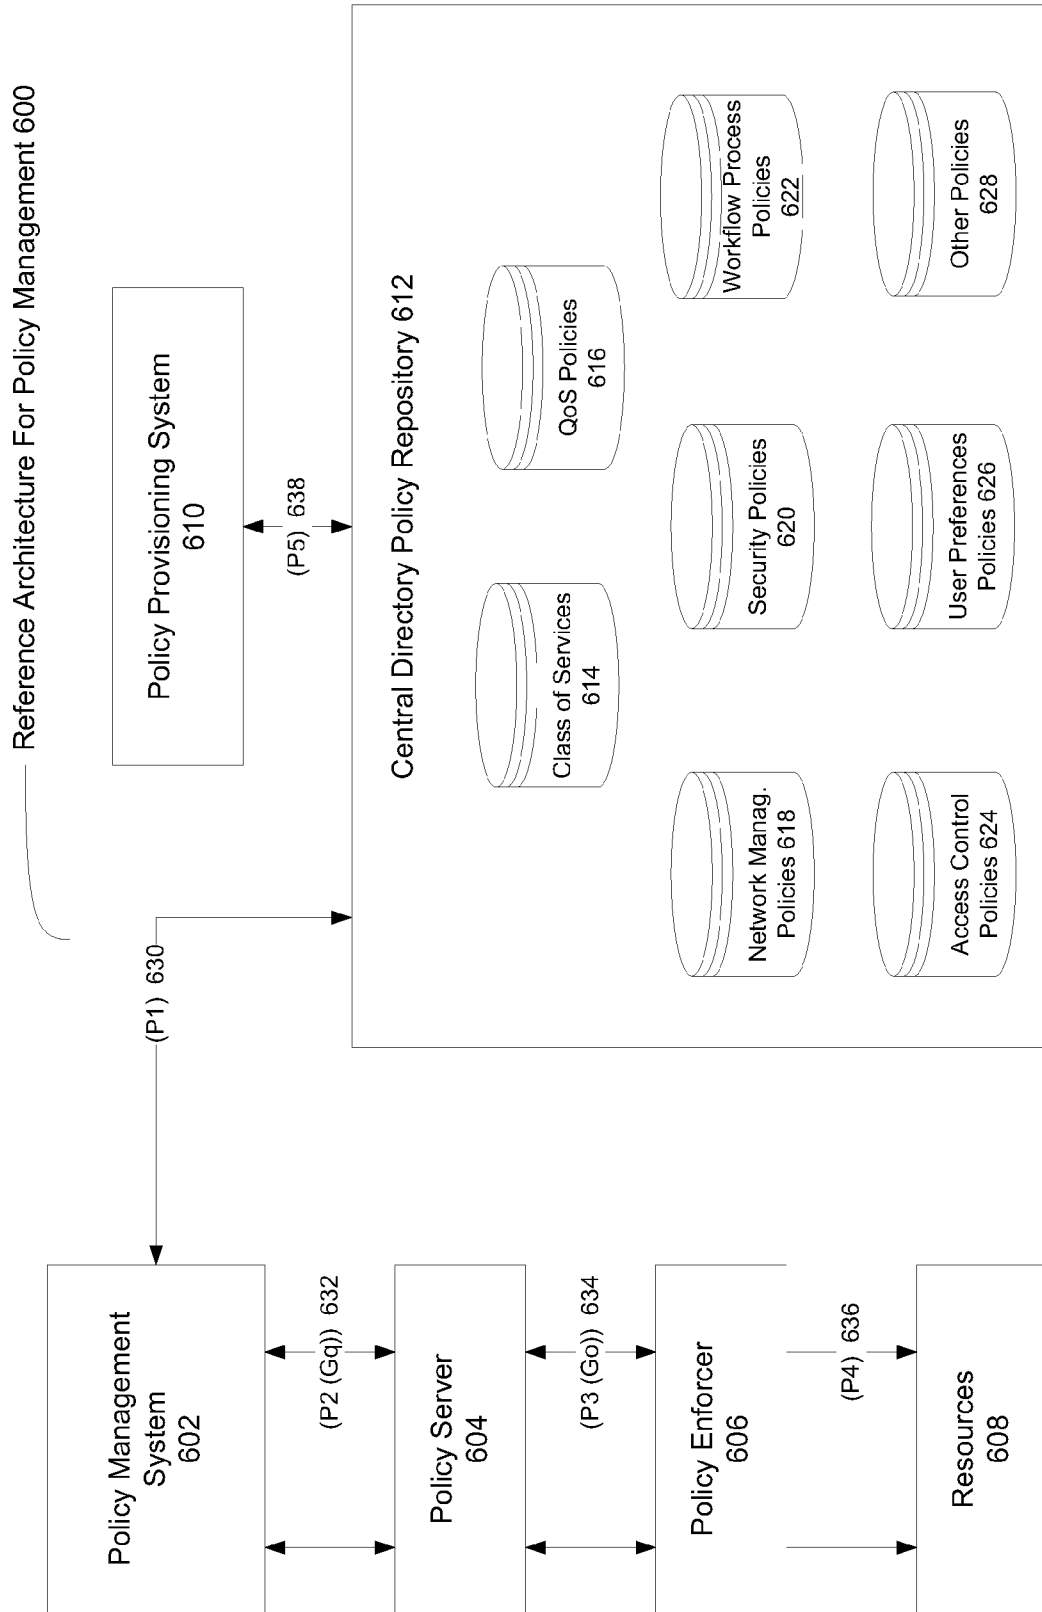 Reference Architecture For Policy Management 600
Policy Management
System
602
(P1) 630
Policy Provisioning System
610
(P2 (Gq)) 632
(P5) 638
Policy Server
604
(P3 (Go)) 634
Policy Enforcer
606
(P4) 636
Resources
608
Central Directory Policy Repository 612
Class of Services
614
QoS Policies
616
Network Manag.
Policies 618
Security Policies
620
Workflow Process
Policies
622
Access Control
Policies 624
User Preferences
Policies 626
Other Policies
628